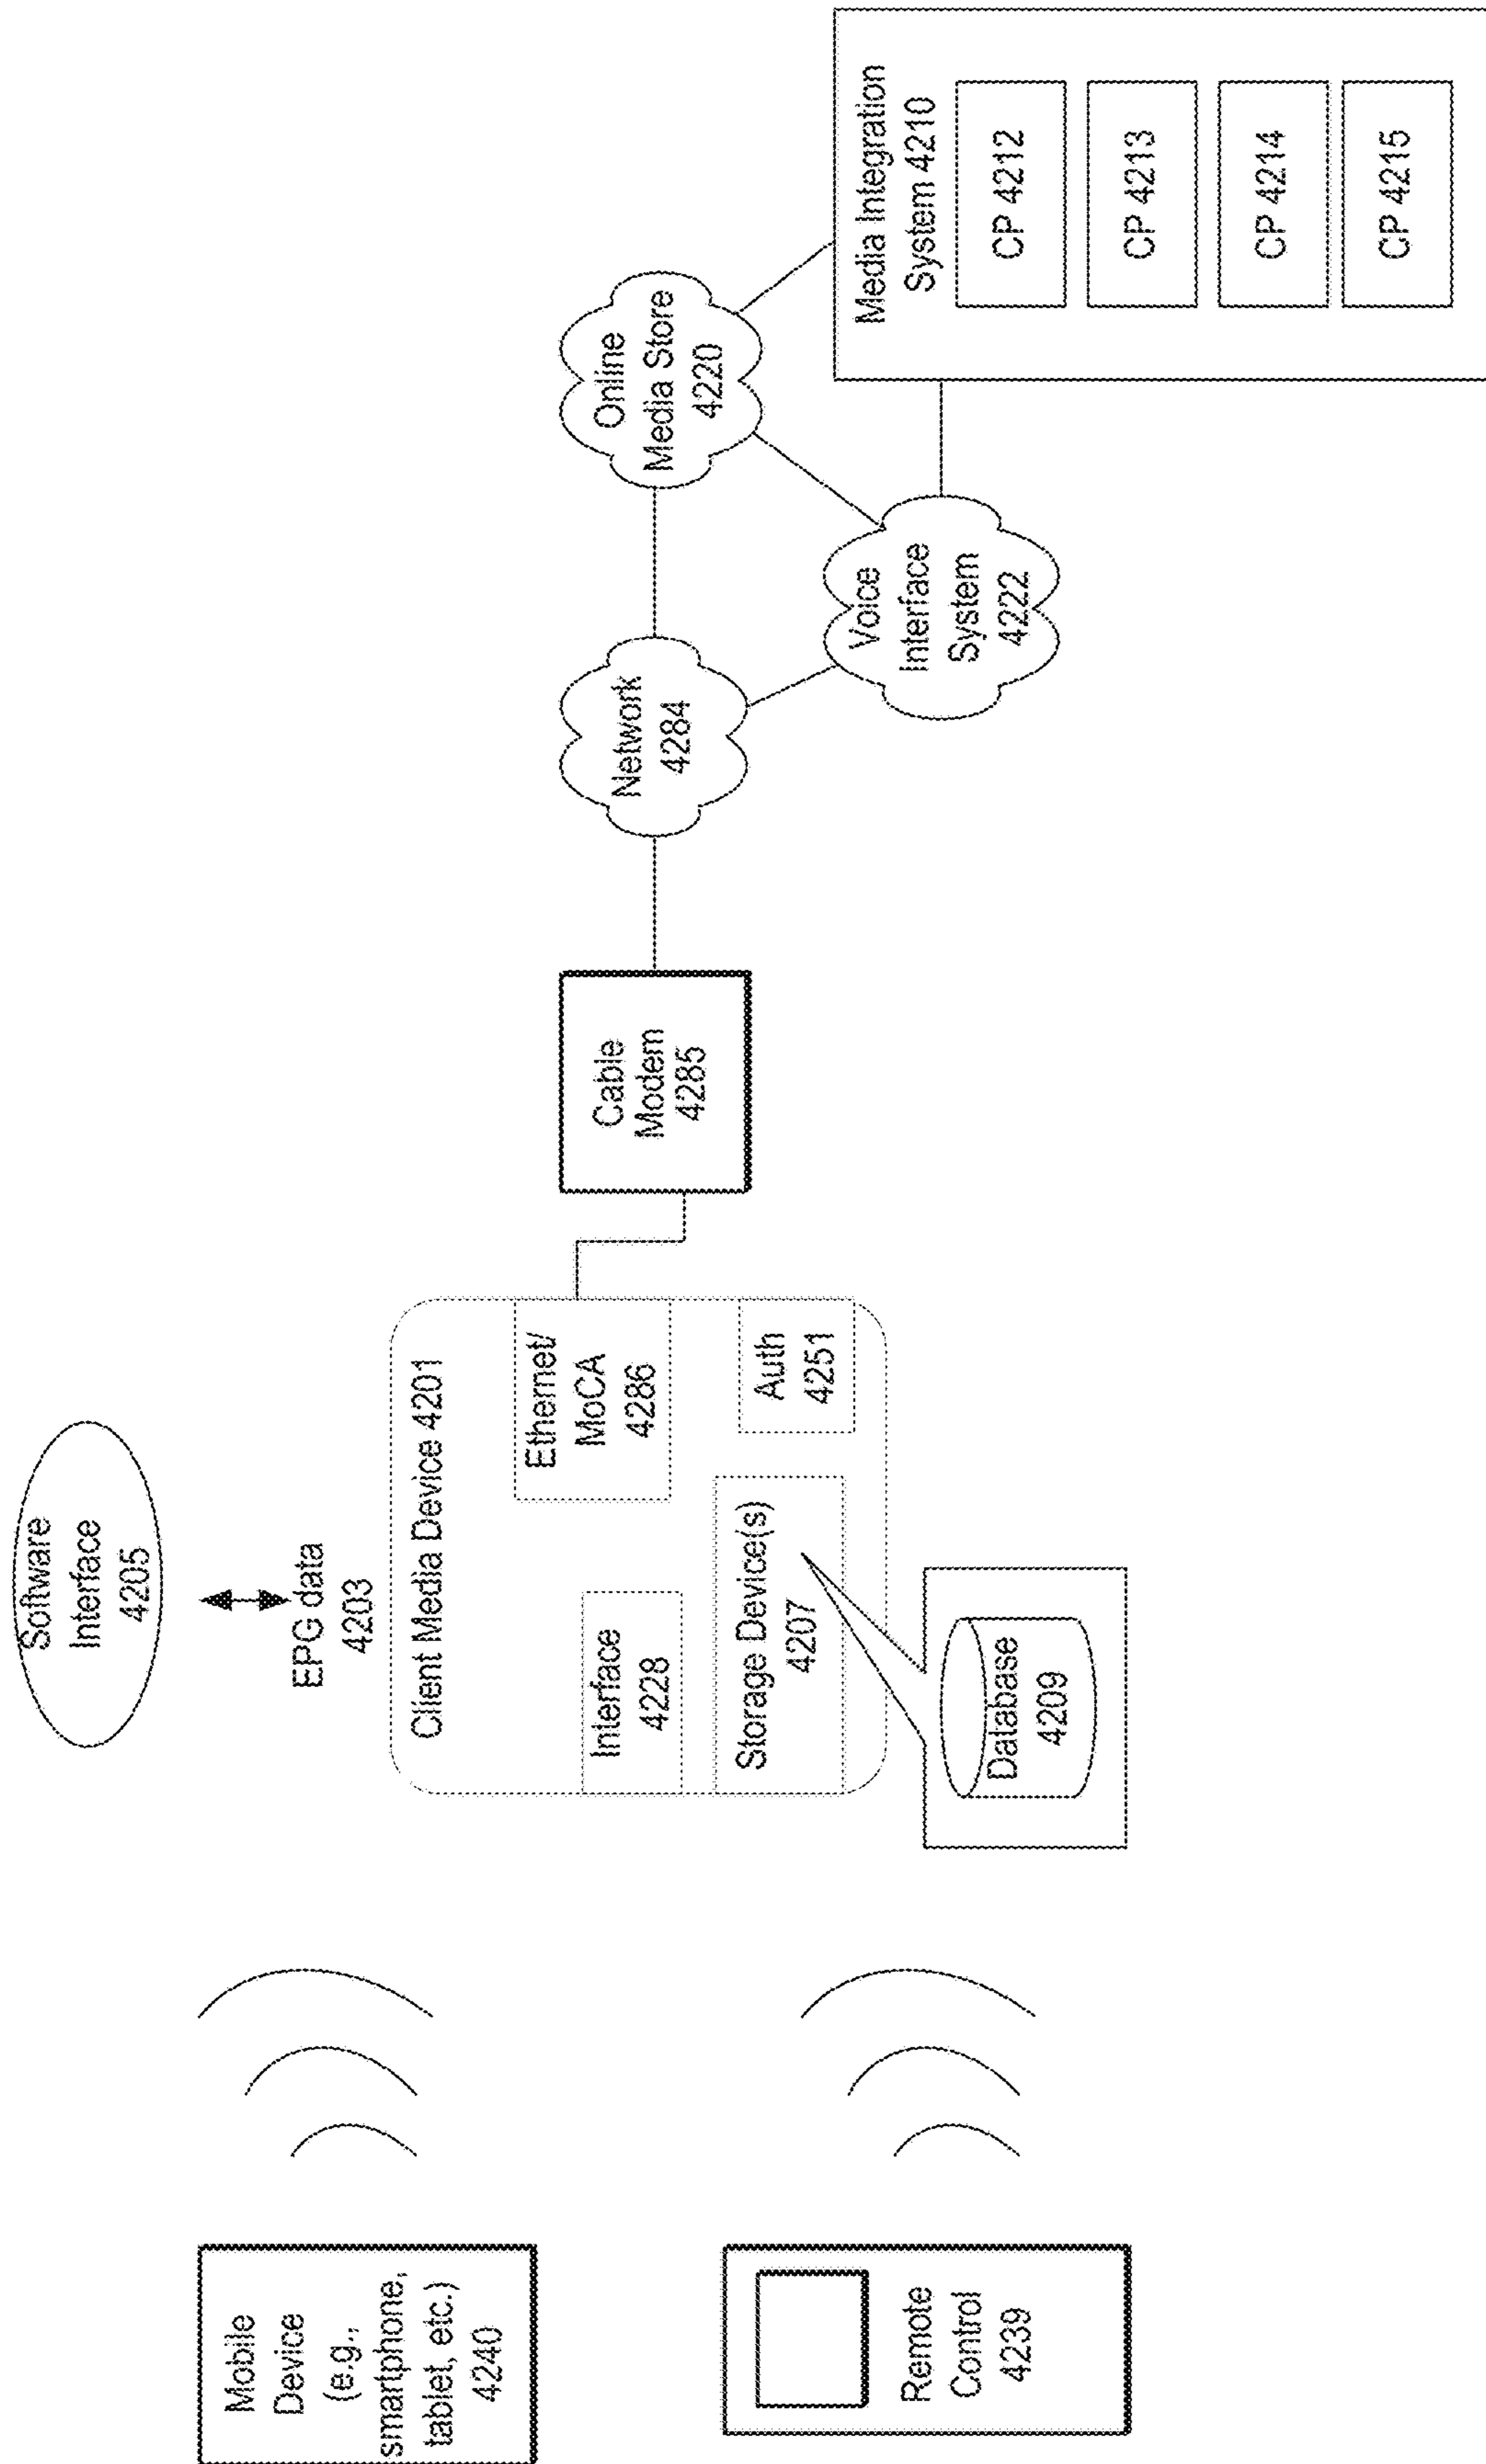 Software
Interface
4205
EPG data
4203
Mobile
Device
(e.g.,
smartphone,
tablet, etc.)
4240
Client Media Device 4201
Interface
4228
Ethernet/
MoCA
4286
Storage Device(s)
4207
Auth
4251
Database
4209
Remote
Control
4239
Cable
Modem
4285
Network
4284
Online
Media Store
4220
Voice
Interface
System
4222
Media Integration
System 4210
CP 4212
CP 4213
CP 4214
CP 4215